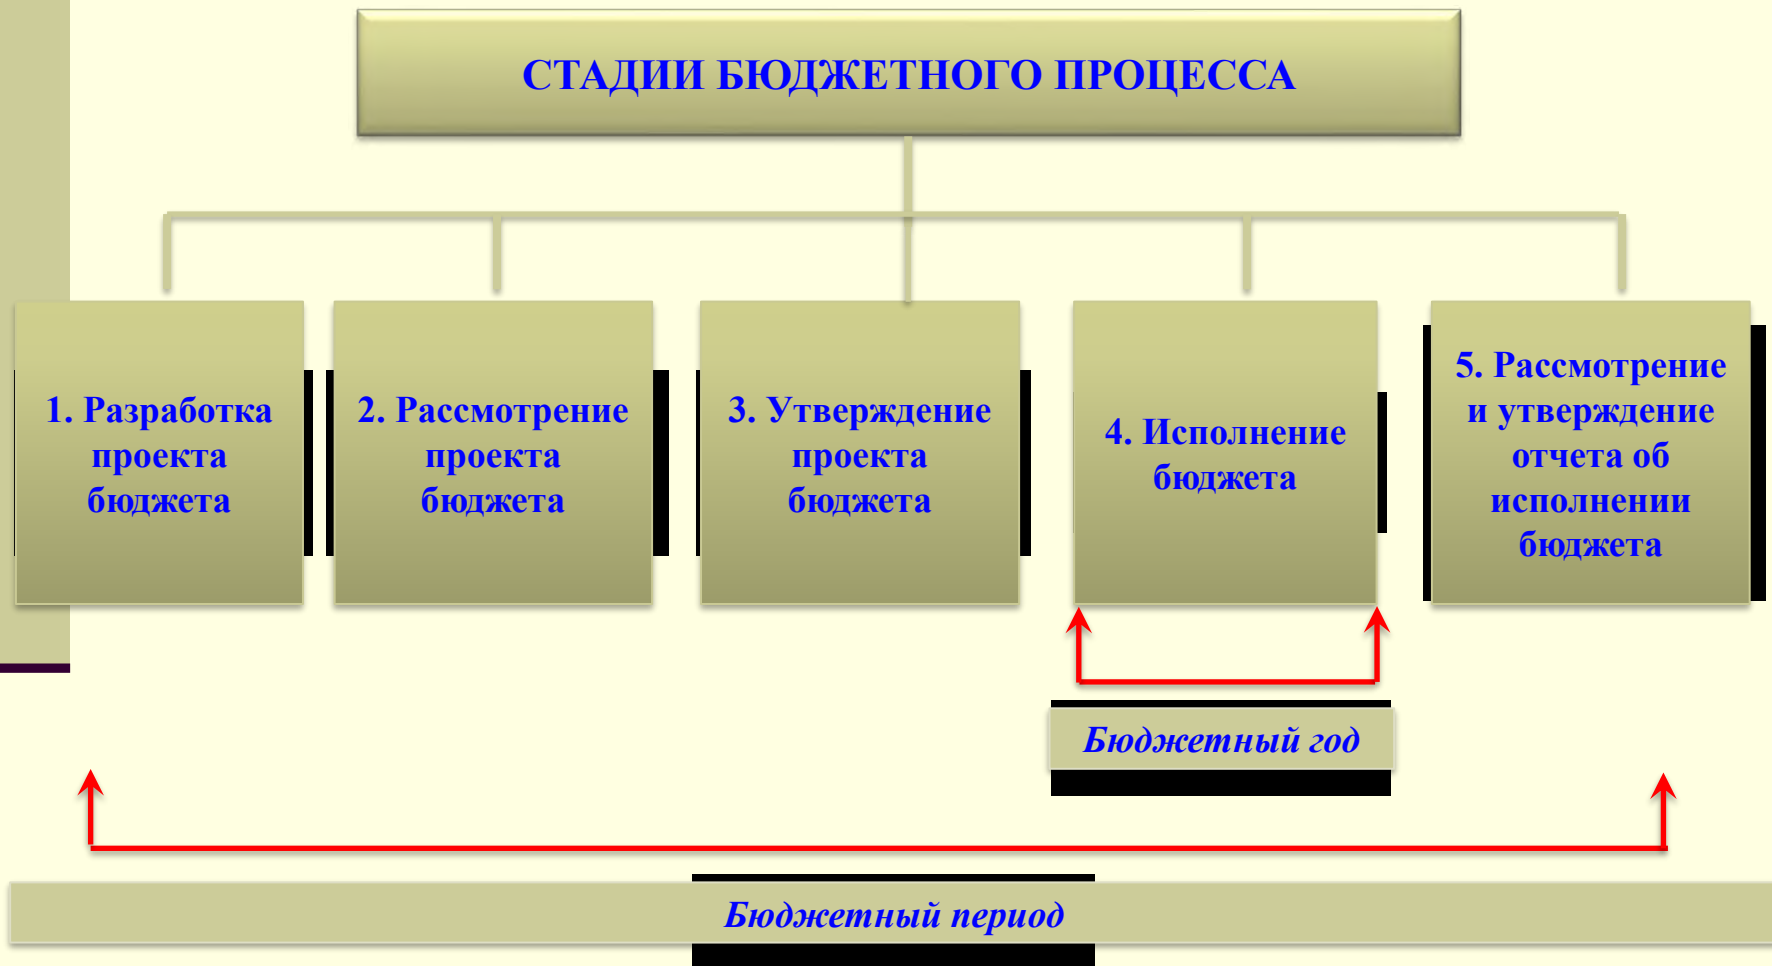 СТАДИИ БЮДЖЕТНОГО ПРОЦЕССА
1. Разработка
проекта
бюджета
2. Рассмотрение
проекта
бюджета
3. Утверждение
проекта
бюджета
4. Исполнение
бюджета
5. Рассмотрение
и утверждение
отчета об
исполнении
бюджета
Бюджетный год
Бюджетный период